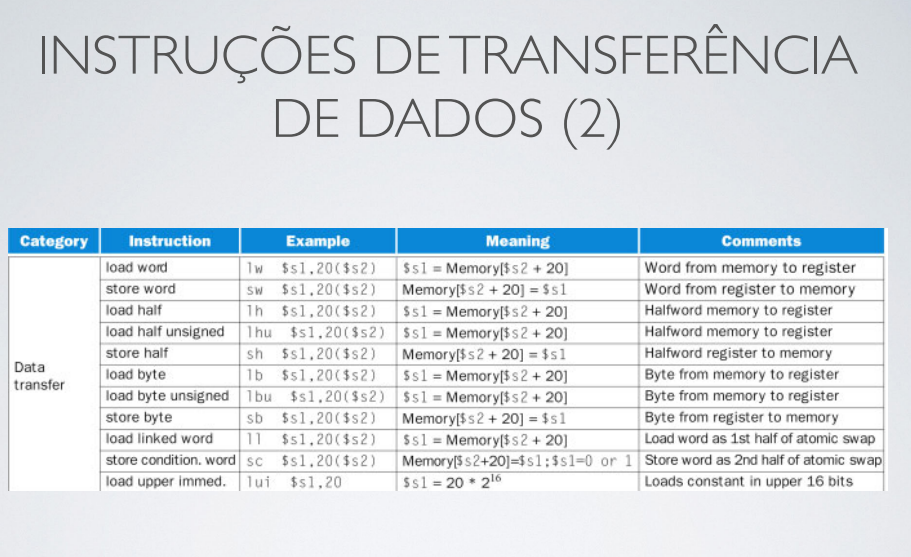 INSTRUÇÕES DE TRANSFERÊNCIA
DE DADOS (2)
Category Instruction Example Meaning Comments
Data transfer
load word lw $s1,20($s2) $s1 = Memory[$s2 + 20] Word from memory to register
store word sw $s1,20($s2) Memory[$s2 + 20] = $s1 Word from register to memory
load half lh $s1,20($s2) $s1 = Memory[$s2 + 20] Halfword memory to register
load half unsigned lhu $s1,20($s2) $s1 = Memory[$s2 + 20] Halfword memory to register
store half sh $s1,20($s2) Memory[$s2 + 20] = $s1 Halfword register to memory
load byte lb $s1,20($s2) $s1 = Memory[$s2 + 20] Byte from memory to register
load byte unsigned lbu $s1,20($s2) $s1 = Memory[$s2 + 20] Byte from memory to register
store byte sb $s1,20($s2) Memory[$s2 + 20] = $s1 Byte from register to memory
load linked word ll $s1,20($s2) $s1 = Memory[$s2 + 20] Load word as 1st half of atomic swap
store condition. word sc $s1,20($s2) Memory[$s2+20]=$s1;$s1=0 or 1 Store word as 2nd half of atomic swap
load upper immed. lui $s1,20 $s1 = 20 * 2¹⁶ Loads constant in upper 16 bits